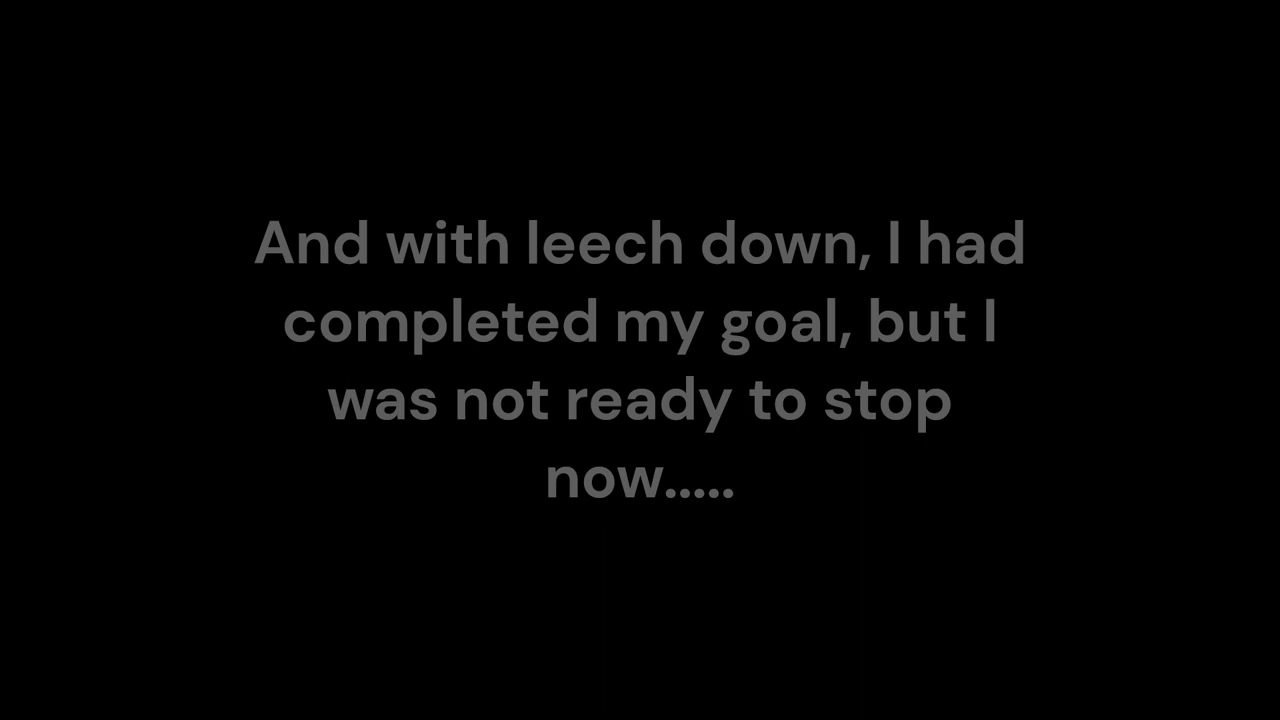 And with leech down, I had
completed my goal, but I
was not ready to stop
now.....